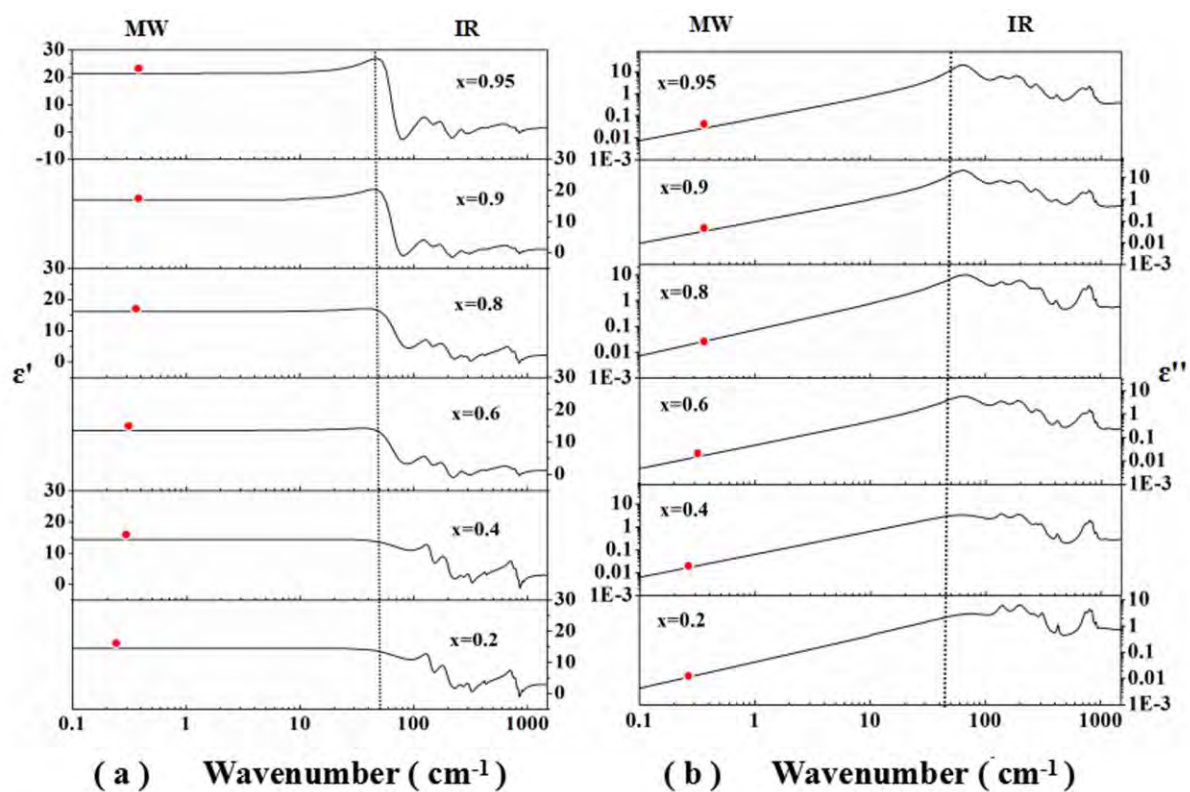 MW IR
30
20
10
0
-10
x=0.95
30
20
10
0
x=0.9
30
20
10
0
x=0.8
30
20
10
0
x=0.6
30
20
10
0
x=0.4
30
20
10
0
x=0.2
ε'
0.1 1 10 100 1000
( a ) Wavenumber ( cm-1 )
MW IR
10
1
0.1
0.01
1E-3
x=0.95
10
1
0.1
0.01
1E-3
x=0.9
10
1
0.1
0.01
1E-3
x=0.8
10
1
0.1
0.01
1E-3
x=0.6
10
1
0.1
0.01
1E-3
x=0.4
10
1
0.1
0.01
1E-3
x=0.2
ε''
0.1 1 10 100 1000
( b ) Wavenumber ( cm-1 )